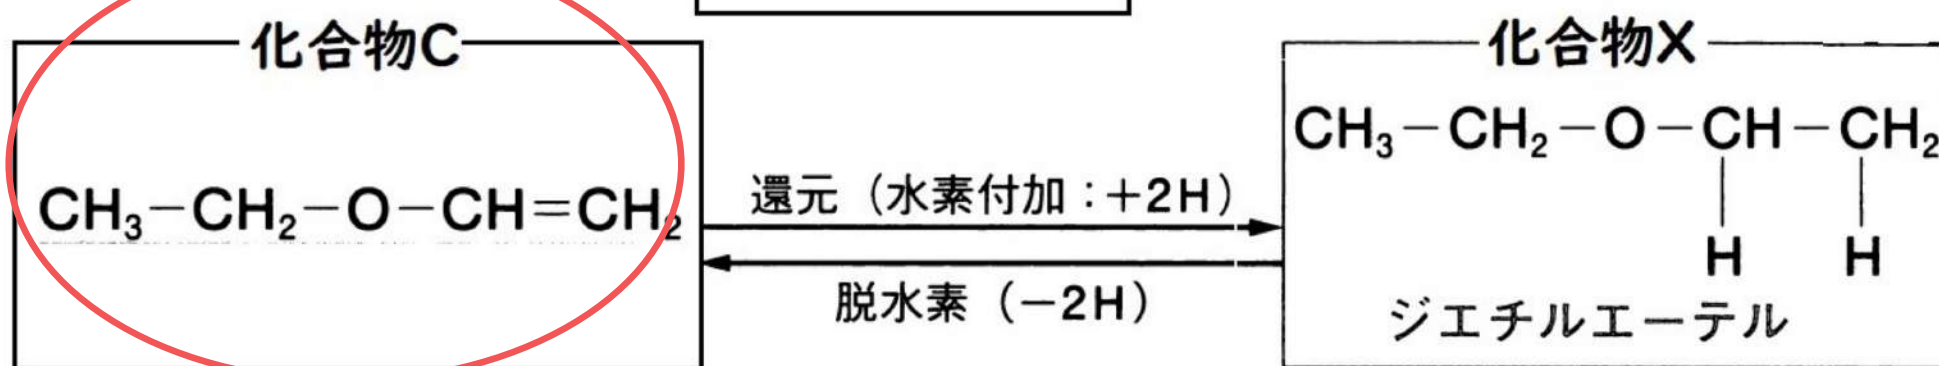 化合物C
化合物X
CH₃−CH₂−O−CH=CH₂
還元（水素付加：+2H）
脱水素（−2H）
CH₃−CH₂−O−CH−CH₂
H H
ジエチルエーテル